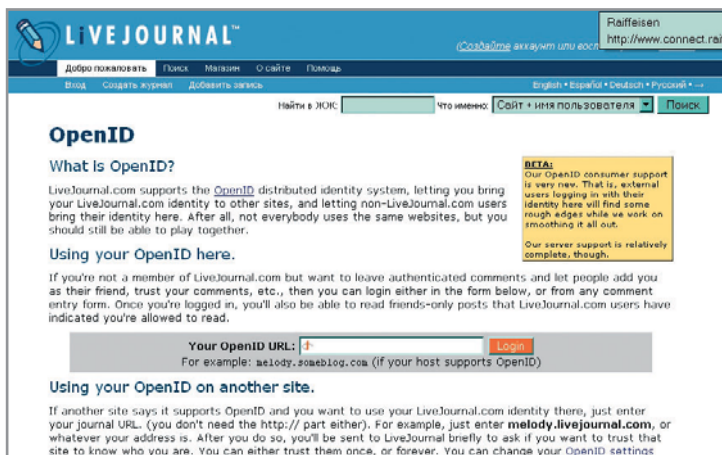 Raiffeisen
http://www.connect.rai
LiVEJOURNAL™
(Создайте аккаунт или вост
Добро пожаловать Поиск Магазин О сайте Помощь
Вход Создать журнал Добавить запись English • Español • Deutsch • Русский • →
Найти в ЖЖ: Что именно: Сайт + имя пользователя Поиск
OpenID
What is OpenID?
LiveJournal.com supports the OpenID distributed identity system, letting you bring
your LiveJournal.com identity to other sites, and letting non-LiveJournal.com users
bring their identity here. After all, not everybody uses the same websites, but you
should still be able to play together.
BETA:
Our OpenID consumer support
is very new. That is, external
users logging in with their
identity here will find some
rough edges while we work on
smoothing it all out.
Our server support is relatively
complete, though.
Using your OpenID here.
If you're not a member of LiveJournal.com but want to leave authenticated comments and let people add you
as their friend, trust your comments, etc., then you can login either in the form below, or from any comment
entry form. Once you're logged in, you'll also be able to read friends-only posts that LiveJournal.com users have
indicated you're allowed to read.
Your OpenID URL: Login
For example: melody.someblog.com (if your host supports OpenID)
Using your OpenID on another site.
If another site says it supports OpenID and you want to use your LiveJournal.com identity there, just enter
your journal URL. (you don't need the http:// part either). For example, just enter melody.livejournal.com, or
whatever your address is. After you do so, you'll be sent to LiveJournal briefly to ask if you want to trust that
site to know who you are. You can either trust them once, or forever. You can change your OpenID settings